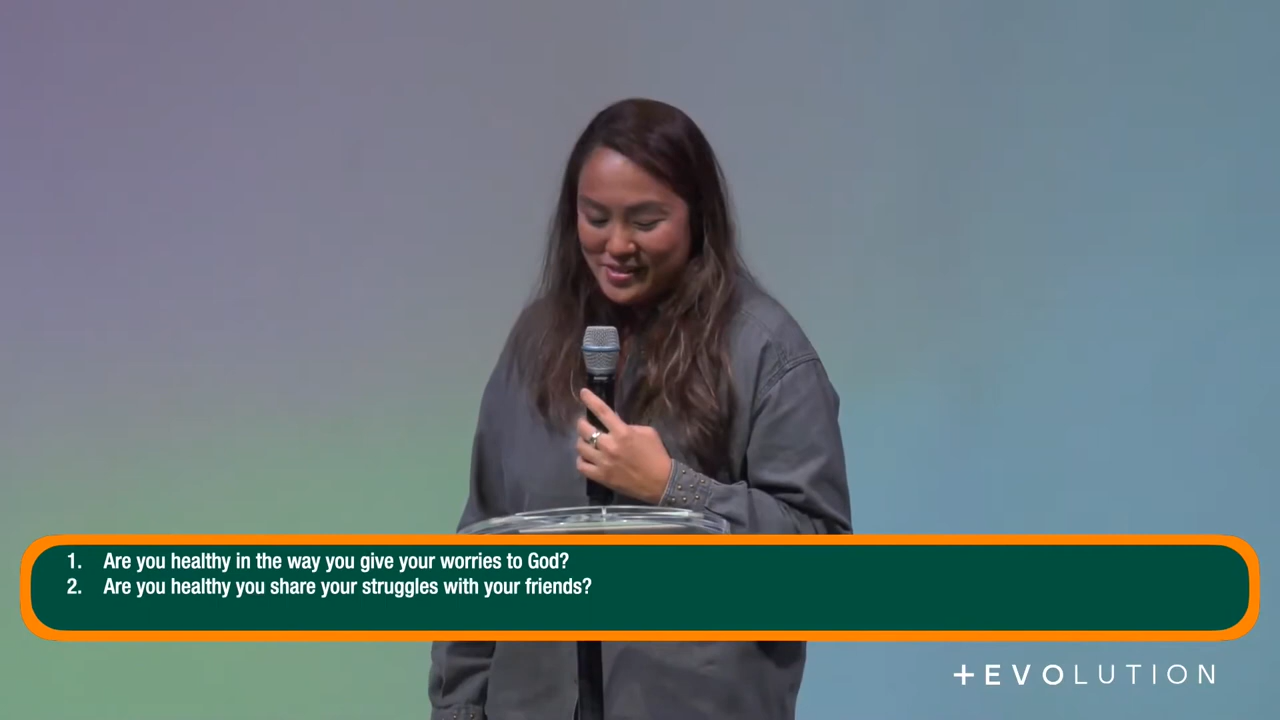 1. Are you healthy in the way you give your worries to God?
2. Are you healthy you share your struggles with your friends?
+EVOLUTION